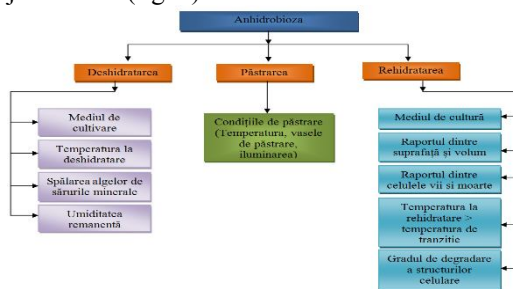 Anhidrobioza
Deshidratarea
Păstrarea
Rehidratarea
Mediul de
cultivare
Temperatura la
deshidratare
Spălarea algelor de
sărurile minerale
Umiditatea
remanentă
Condițiile de păstrare
(Temperatura, vasele
de păstrare,
iluminarea)
Mediul de cultură
Raportul dintre
suprafață și volum
Raportul dintre
celulele vii si moarte
Temperatura la
rehidratare >
temperatura de
tranziție
Gradul de degradare
a structurilor
celulare